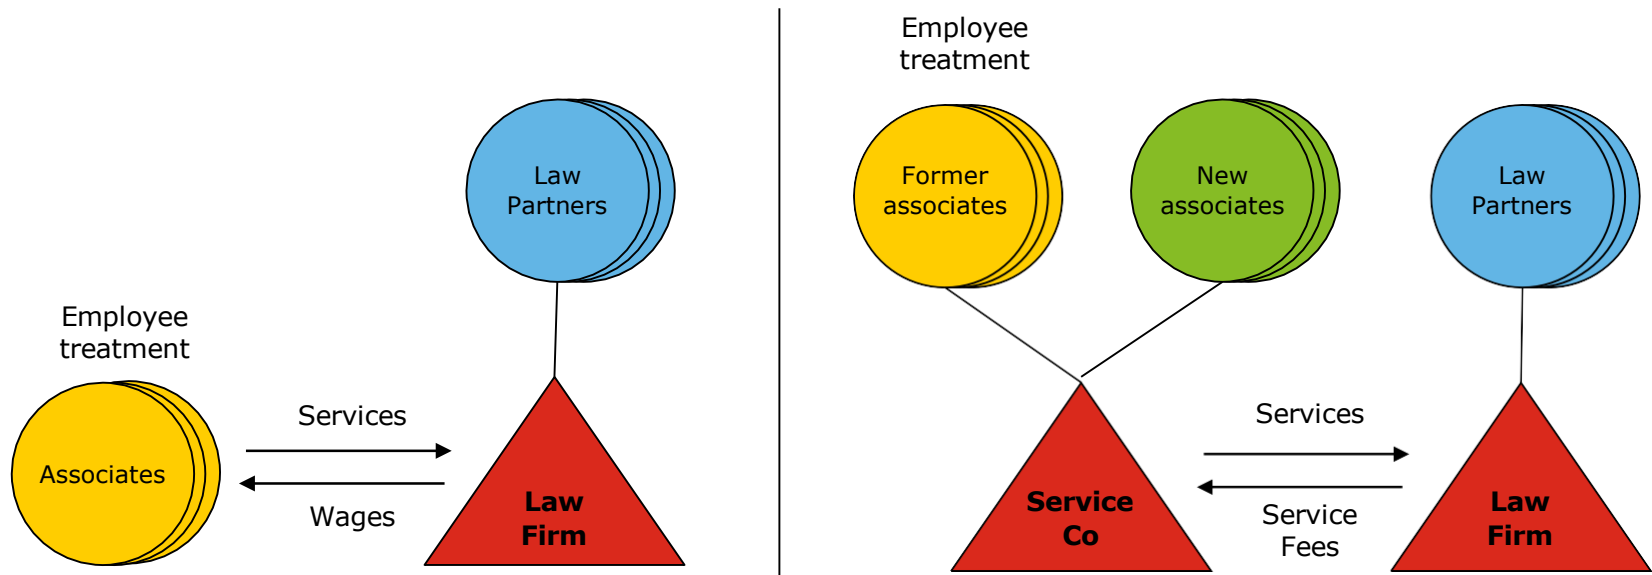 Law
Partners
Employee
treatment
Associates
Services
Wages
Law
Firm
Employee
treatment
Former
associates
New
associates
Law
Partners
Service
Co
Services
Service
Fees
Law
Firm